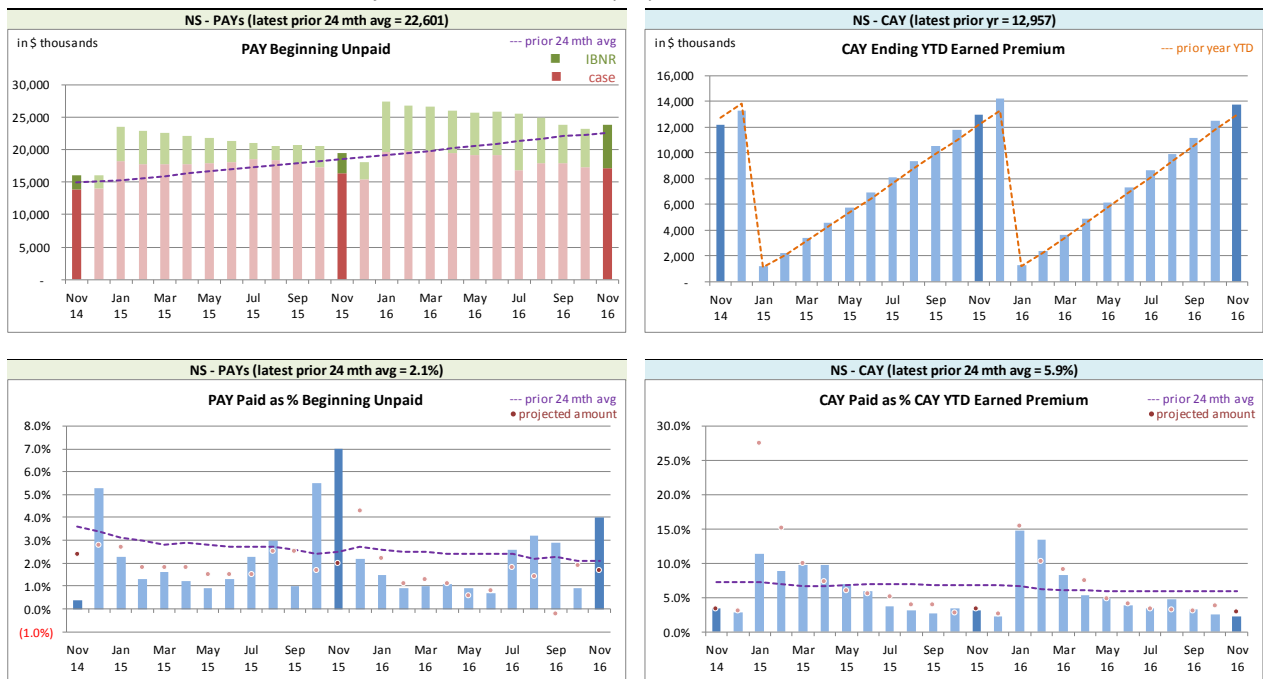 NS - PAYs (latest prior 24 mth avg = 22,601)
in $ thousands
PAY Beginning Unpaid
--- prior 24 mth avg
IBNR
case
30,000
25,000
20,000
15,000
10,000
5,000
-
Nov Jan Mar May Jul Sep Nov Jan Mar May Jul Sep Nov
14 15 15 15 15 15 15 16 16 16 16 16 16
NS - CAY (latest prior yr = 12,957)
in $ thousands
CAY Ending YTD Earned Premium
--- prior year YTD
16,000
14,000
12,000
10,000
8,000
6,000
4,000
2,000
-
Nov Jan Mar May Jul Sep Nov Jan Mar May Jul Sep Nov
14 15 15 15 15 15 15 16 16 16 16 16 16
NS - PAYs (latest prior 24 mth avg = 2.1%)
PAY Paid as % Beginning Unpaid
--- prior 24 mth avg
projected amount
8.0%
7.0%
6.0%
5.0%
4.0%
3.0%
2.0%
1.0%
0.0%
(1.0%)
Nov Jan Mar May Jul Sep Nov Jan Mar May Jul Sep Nov
14 15 15 15 15 15 15 16 16 16 16 16 16
NS - CAY (latest prior 24 mth avg = 5.9%)
CAY Paid as % CAY YTD Earned Premium
--- prior 24 mth avg
projected amount
30.0%
25.0%
20.0%
15.0%
10.0%
5.0%
0.0%
Nov Jan Mar May Jul Sep Nov Jan Mar May Jul Sep Nov
14 15 15 15 15 15 15 16 16 16 16 16 16